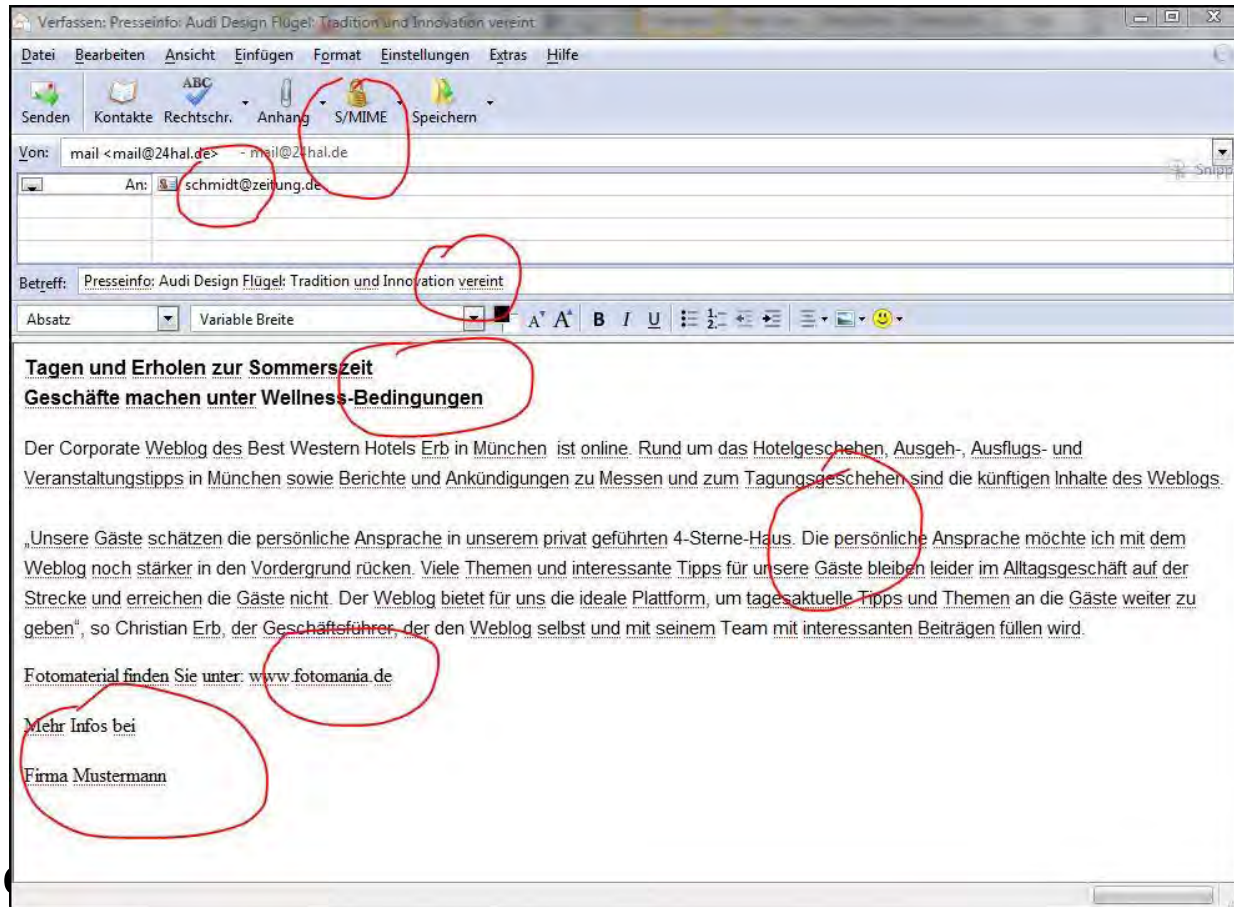 Verfassen: Presseinfo: Audi Design Flügel: Tradition und Innovation vereint
Datei Bearbeiten Ansicht Einfügen Format Einstellungen Extras Hilfe
ABC
Senden Kontakte Rechtschr. Anhang S/MIME Speichern
Von: mail <mail@24hal.de> - mail@24hal.de
Snipp
An: schmidt@zeitung.de
Betreff: Presseinfo: Audi Design Flügel: Tradition und Innovation vereint
Absatz Variable Breite A A B I U
Tagen und Erholen zur Sommerszeit
Geschäfte machen unter Wellness-Bedingungen
Der Corporate Weblog des Best Western Hotels Erb in München ist online. Rund um das Hotelgeschehen, Ausgeh-, Ausflugs- und
Veranstaltungstipps in München sowie Berichte und Ankündigungen zu Messen und zum Tagungsgeschehen sind die künftigen Inhalte des Weblogs.
„Unsere Gäste schätzen die persönliche Ansprache in unserem privat geführten 4-Sterne-Haus. Die persönliche Ansprache möchte ich mit dem
Weblog noch stärker in den Vordergrund rücken. Viele Themen und interessante Tipps für unsere Gäste bleiben leider im Alltagsgeschäft auf der
Strecke und erreichen die Gäste nicht. Der Weblog bietet für uns die ideale Plattform, um tagesaktuelle Tipps und Themen an die Gäste weiter zu
geben“, so Christian Erb, der Geschäftsführer, der den Weblog selbst und mit seinem Team mit interessanten Beiträgen füllen wird.
Fotomaterial finden Sie unter: www.fotomania.de
Mehr Infos bei
Firma Mustermann